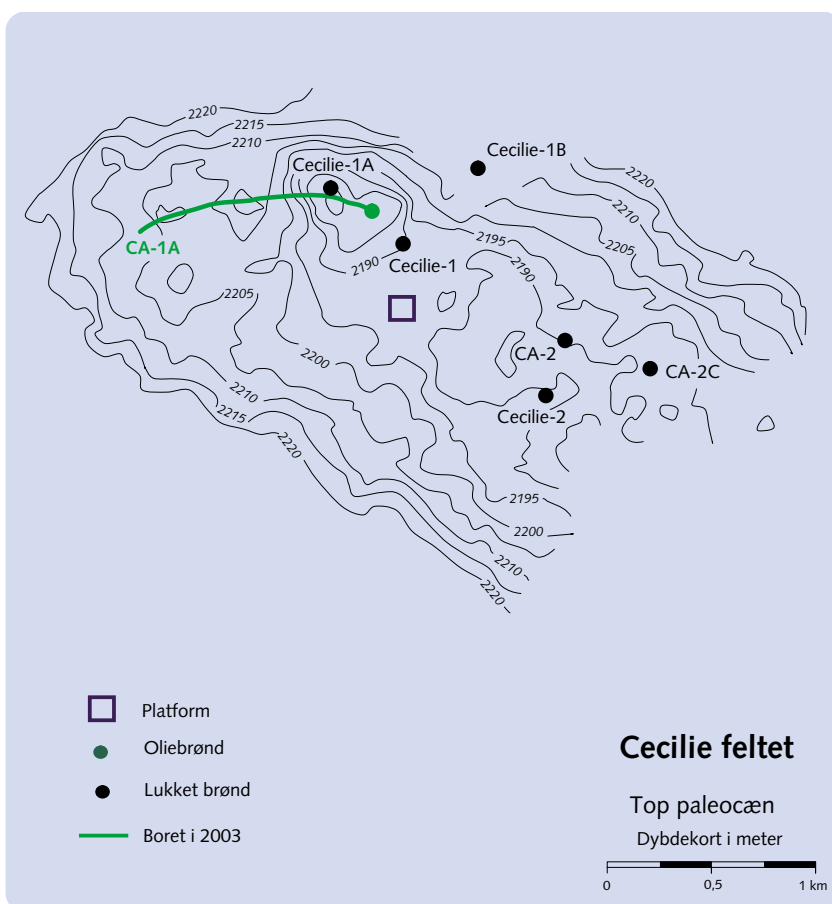 2220
2215
2210
Cecilie-1B
Cecilie-1A
2220
2210
CA-1A
2195
2205
Cecilie-1
2190
2190
2205
2200
CA-2
CA-2C
2210
2215
Cecilie-2
2220
2195
2200
2210
2220
Platform
Oliebrønd
Lukket brønd
Boret i 2003
Cecilie feltet
Top paleocæn
Dybdekort i meter
0 0,5 1 km